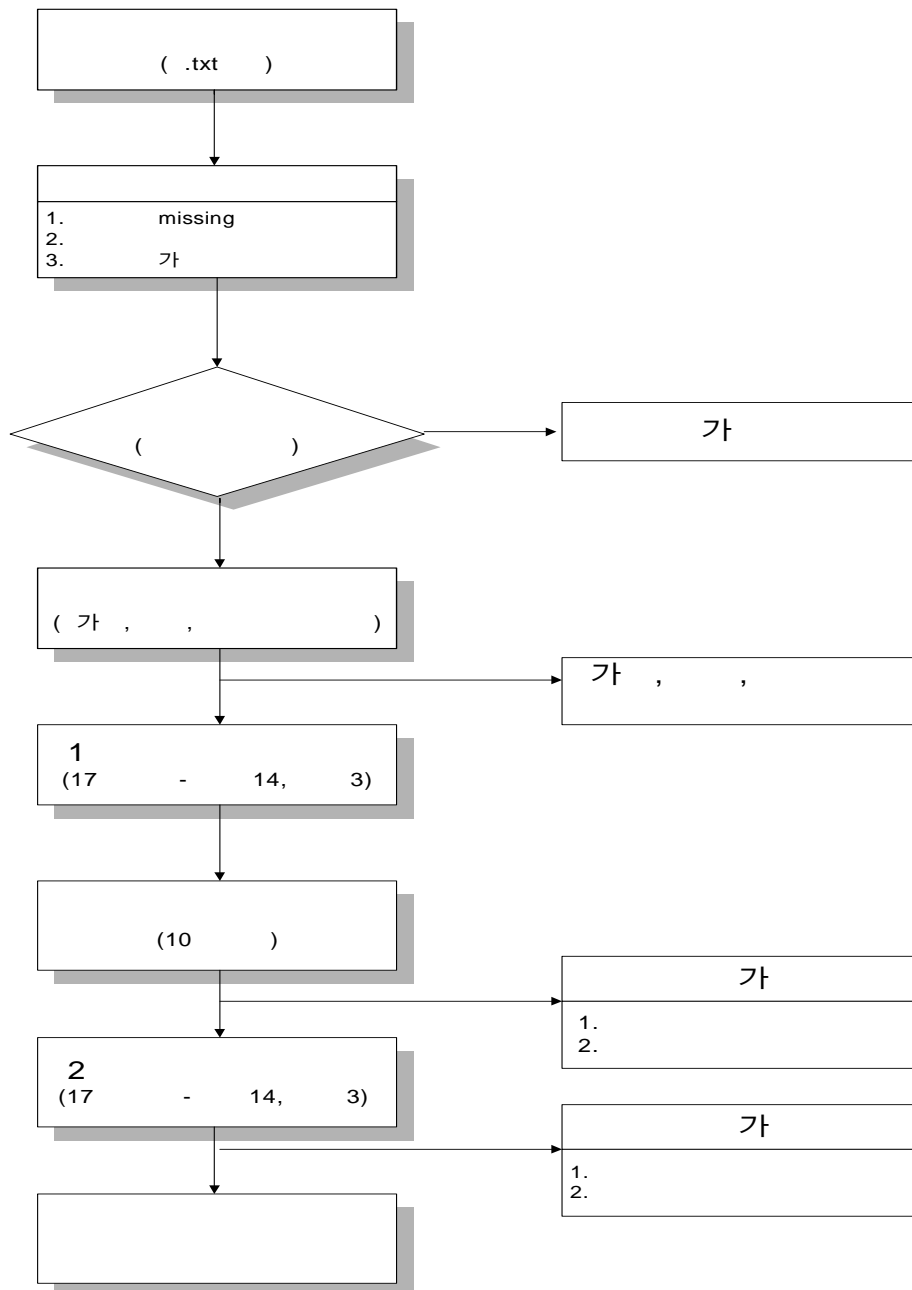 ( .txt )
1. missing
2.
3. 가
( )
가
( 가 , , )
가 , ,
1
(17 - 14, 3)
(10 )
가
1.
2.
2
(17 - 14, 3)
가
1.
2.